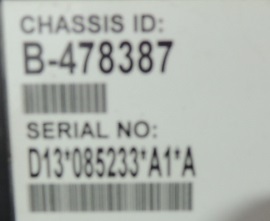 CHASSIS ID:
B-478387
SERIAL NO:
D13*085233*A1*A